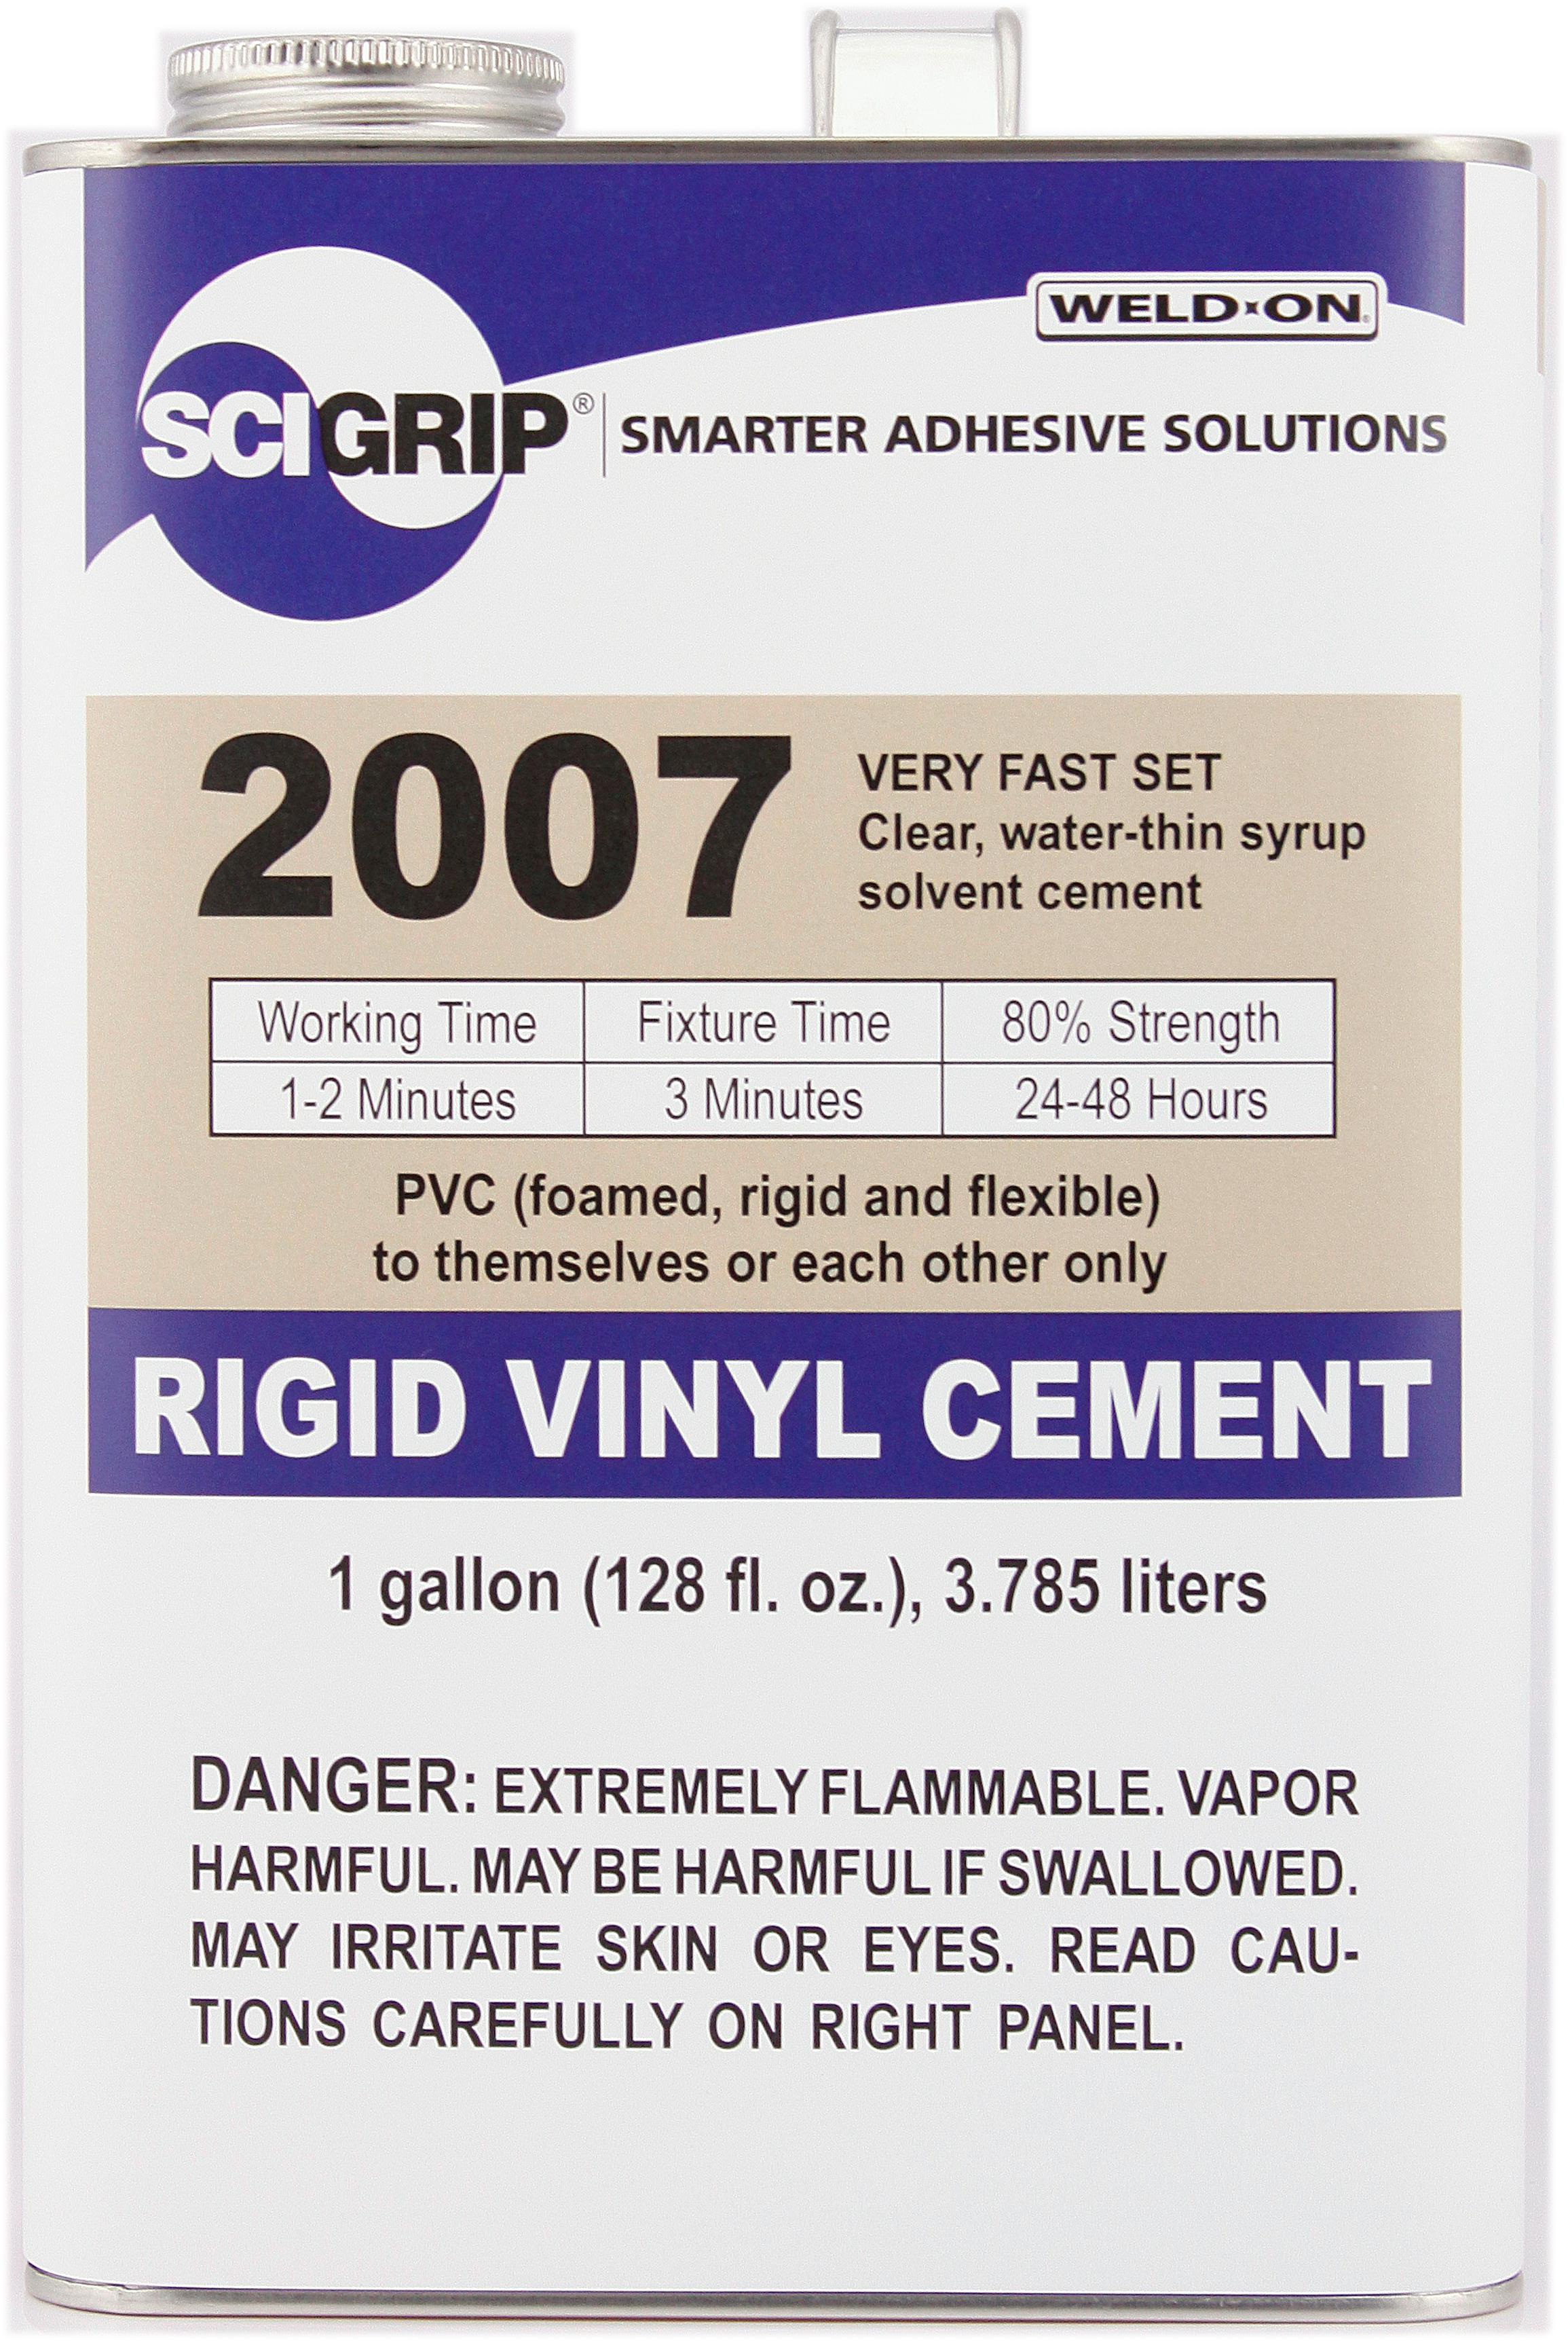 WELD-ON®
SCIGRIP® SMARTER ADHESIVE SOLUTIONS
2007
VERY FAST SET
Clear, water-thin syrup
solvent cement
Working Time Fixture Time 80% Strength
1-2 Minutes 3 Minutes 24-48 Hours
PVC (foamed, rigid and flexible)
to themselves or each other only
RIGID VINYL CEMENT
1 gallon (128 fl. oz.), 3.785 liters
DANGER: EXTREMELY FLAMMABLE. VAPOR
HARMFUL. MAY BE HARMFUL IF SWALLOWED.
MAY IRRITATE SKIN OR EYES. READ CAU-
TIONS CAREFULLY ON RIGHT PANEL.